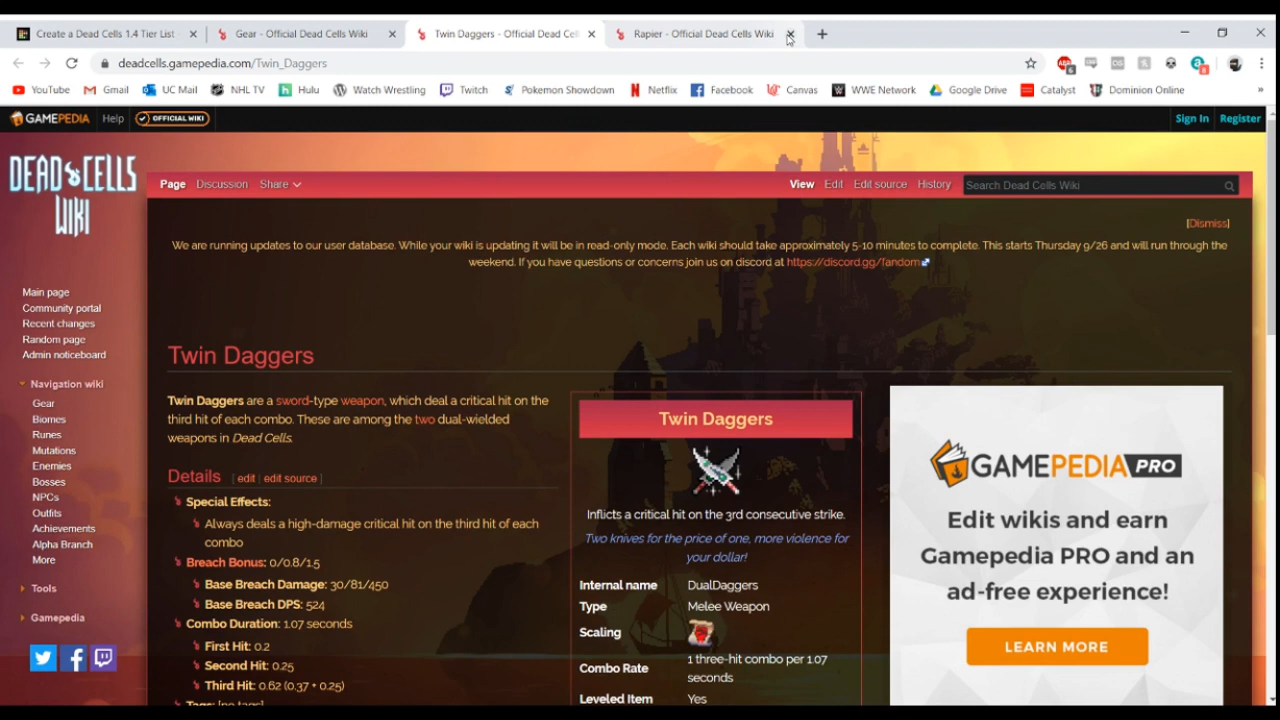 Create a Dead Cells 1.4 Tier List
Gear - Official Dead Cells Wiki
Twin Daggers - Official Dead Cel
Rapier - Official Dead Cells Wiki
deadcells.gamepedia.com/Twin_Daggers
YouTube
Gmail
UC Mail
NHL TV
Hulu
Watch Wrestling
Twitch
Pokemon Showdown
Netflix
Facebook
Canvas
WWE Network
Google Drive
Catalyst
Dominion Online
GAMEPEDIA Help OFFICIAL WIKI
Sign In Register
DEAD CELLS
WIKI
Page Discussion Share
View Edit Edit source History
Search Dead Cells Wiki
[Dismiss]
We are running updates to our user database. While your wiki is updating it will be in read-only mode. Each wiki should take approximately 5-10 minutes to complete. This starts Thursday 9/26 and will run through the
weekend. If you have questions or concerns join us on discord at https://discord.gg/fandom
Main page
Community portal
Recent changes
Random page
Admin noticeboard
Navigation wiki
Gear
Biomes
Runes
Mutations
Enemies
Bosses
NPCs
Outfits
Achievements
Alpha Branch
More
Tools
Gamepedia
Twin Daggers
Twin Daggers are a sword-type weapon, which deal a critical hit on the
third hit of each combo. These are among the two dual-wielded
weapons in Dead Cells.
Details [ edit | edit source ]
Special Effects:
Always deals a high-damage critical hit on the third hit of each
combo
Breach Bonus: 0/0.8/1.5
Base Breach Damage: 30/81/450
Base Breach DPS: 524
Combo Duration: 1.07 seconds
First Hit: 0.2
Second Hit: 0.25
Third Hit: 0.62 (0.37 + 0.25)
Tags: [no tags]
Twin Daggers
Inflicts a critical hit on the 3rd consecutive strike.
Two knives for the price of one, more violence for
your dollar!
Internal name DualDaggers
Type Melee Weapon
Scaling
Combo Rate 1 three-hit combo per 1.07
seconds
Leveled Item Yes
GAMEPEDIA PRO
Edit wikis and earn
Gamepedia PRO and an
ad-free experience!
LEARN MORE